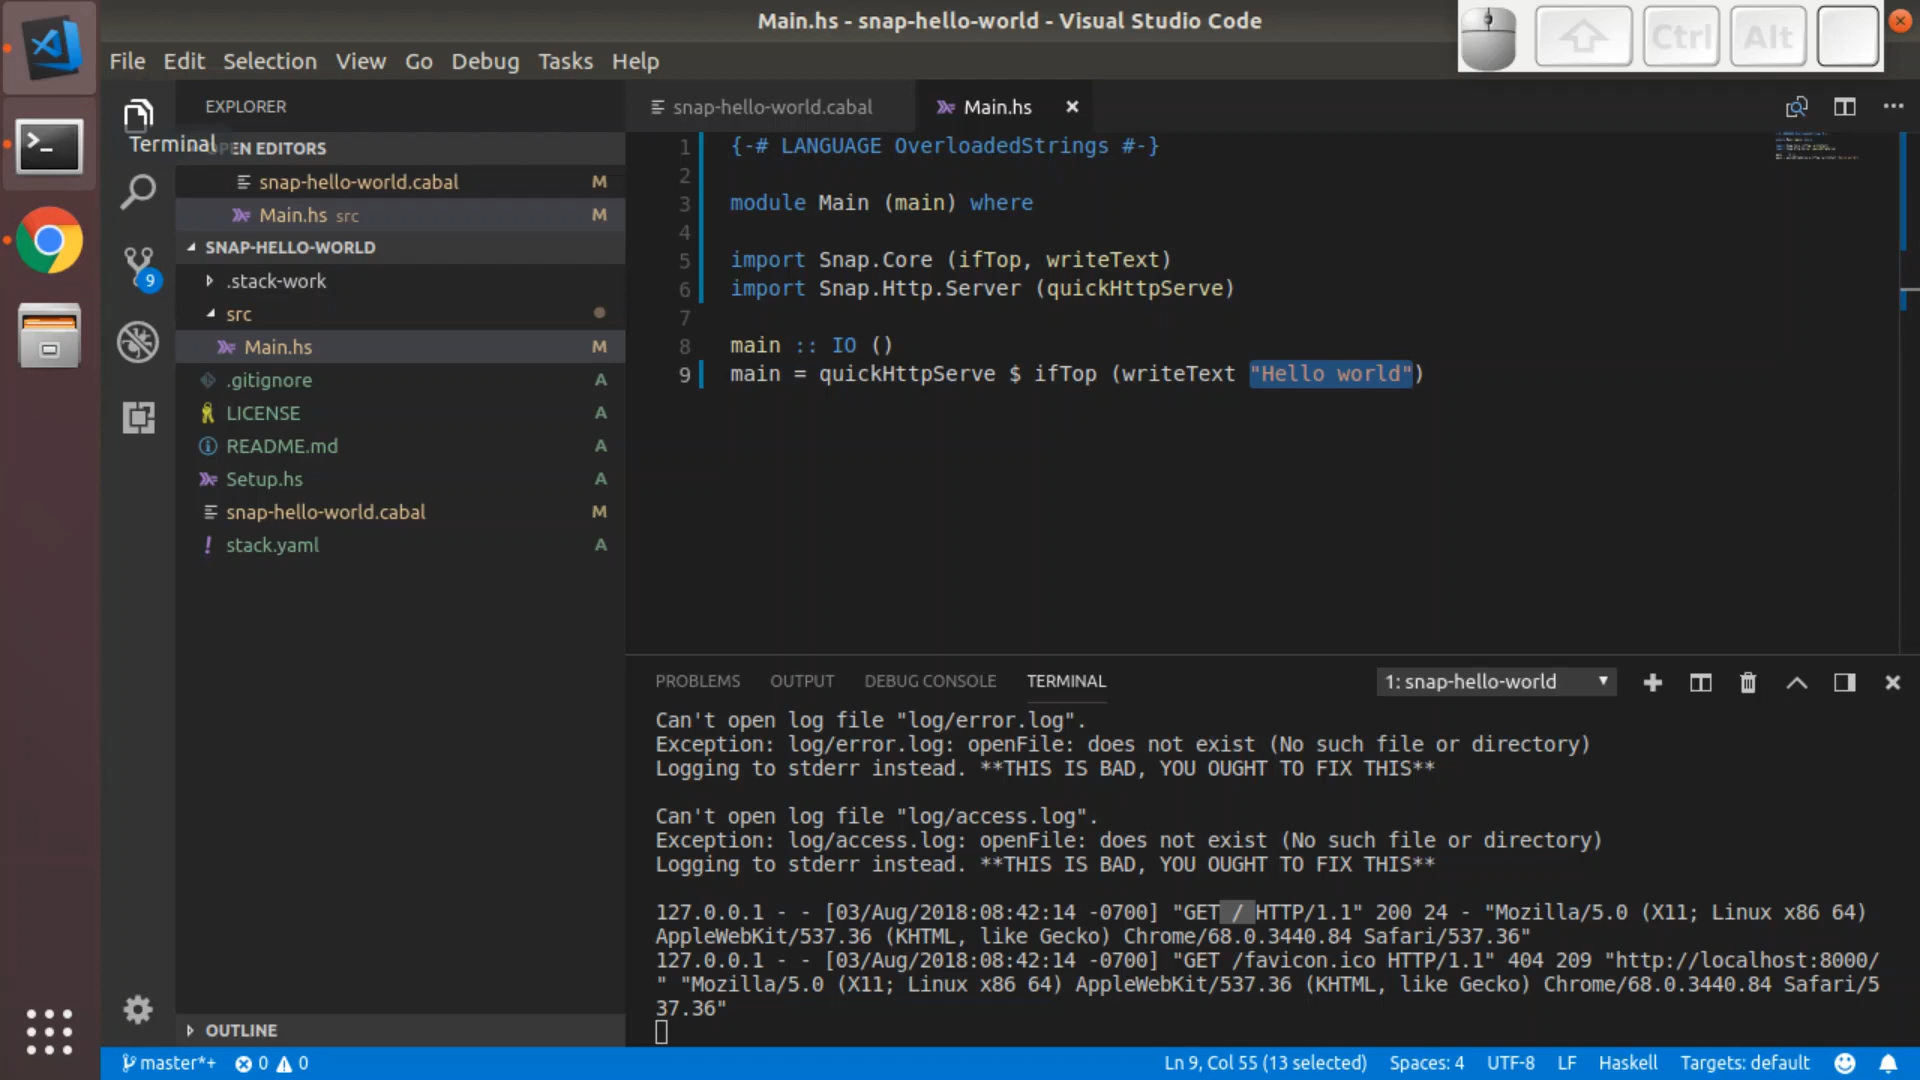 Main.hs - snap-hello-world - Visual Studio Code
Ctrl
Alt
File Edit Selection View Go Debug Tasks Help
EXPLORER
Terminal
EN EDITORS
snap-hello-world.cabal M
Main.hs src M
SNAP-HELLO-WORLD
.stack-work
src
Main.hs M
.gitignore A
LICENSE A
README.md A
Setup.hs A
snap-hello-world.cabal M
stack.yaml A
OUTLINE
9
snap-hello-world.cabal
Main.hs
1 {-# LANGUAGE OverloadedStrings #-}
2
3 module Main (main) where
4
5 import Snap.Core (ifTop, writeText)
6 import Snap.Http.Server (quickHttpServe)
7
8 main :: IO ()
9 main = quickHttpServe $ ifTop (writeText "Hello world")
PROBLEMS OUTPUT DEBUG CONSOLE TERMINAL
1: snap-hello-world
Can't open log file "log/error.log".
Exception: log/error.log: openFile: does not exist (No such file or directory)
Logging to stderr instead. **THIS IS BAD, YOU OUGHT TO FIX THIS**
Can't open log file "log/access.log".
Exception: log/access.log: openFile: does not exist (No such file or directory)
Logging to stderr instead. **THIS IS BAD, YOU OUGHT TO FIX THIS**
127.0.0.1 - - [03/Aug/2018:08:42:14 -0700] "GET / HTTP/1.1" 200 24 - "Mozilla/5.0 (X11; Linux x86 64)
AppleWebKit/537.36 (KHTML, like Gecko) Chrome/68.0.3440.84 Safari/537.36"
127.0.0.1 - - [03/Aug/2018:08:42:14 -0700] "GET /favicon.ico HTTP/1.1" 404 209 "http://localhost:8000/
" "Mozilla/5.0 (X11; Linux x86 64) AppleWebKit/537.36 (KHTML, like Gecko) Chrome/68.0.3440.84 Safari/5
37.36"
master*+ 0 0
Ln 9, Col 55 (13 selected) Spaces: 4 UTF-8 LF Haskell Targets: default